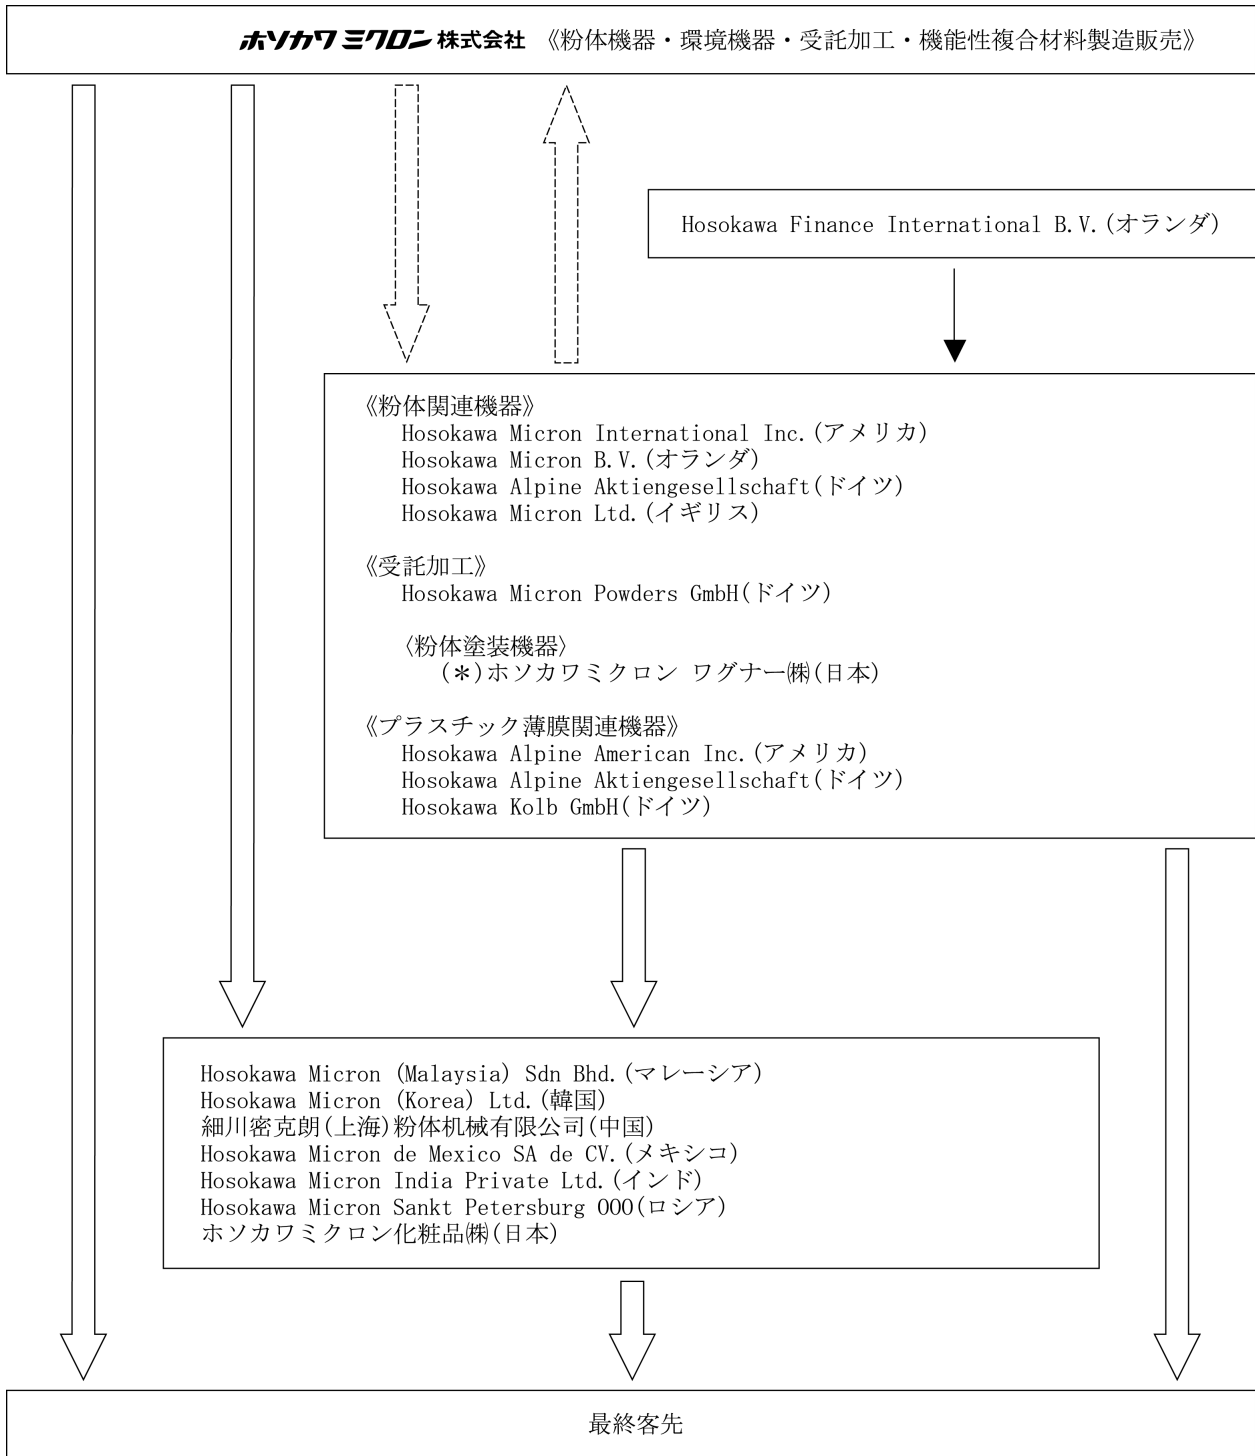 ホソカワミクロン株式会社 《粉体機器・環境機器・受託加工・機能性複合材料製造販売》
Hosokawa Finance International B.V.(オランダ)
《粉体関連機器》
Hosokawa Micron International Inc.(アメリカ)
Hosokawa Micron B.V.(オランダ)
Hosokawa Alpine Aktiengesellschaft(ドイツ)
Hosokawa Micron Ltd.(イギリス)
《受託加工》
Hosokawa Micron Powders GmbH(ドイツ)
〈粉体塗装機器〉
(＊)ホソカワミクロン ワグナー㈱(日本)
《プラスチック薄膜関連機器》
Hosokawa Alpine American Inc.(アメリカ)
Hosokawa Alpine Aktiengesellschaft(ドイツ)
Hosokawa Kolb GmbH(ドイツ)
Hosokawa Micron (Malaysia) Sdn Bhd.(マレーシア)
Hosokawa Micron (Korea) Ltd.(韓国)
細川密克朗(上海)粉体机械有限公司(中国)
Hosokawa Micron de Mexico SA de CV.(メキシコ)
Hosokawa Micron India Private Ltd.(インド)
Hosokawa Micron Sankt Petersburg OOO(ロシア)
ホソカワミクロン化粧品㈱(日本)
最終客先